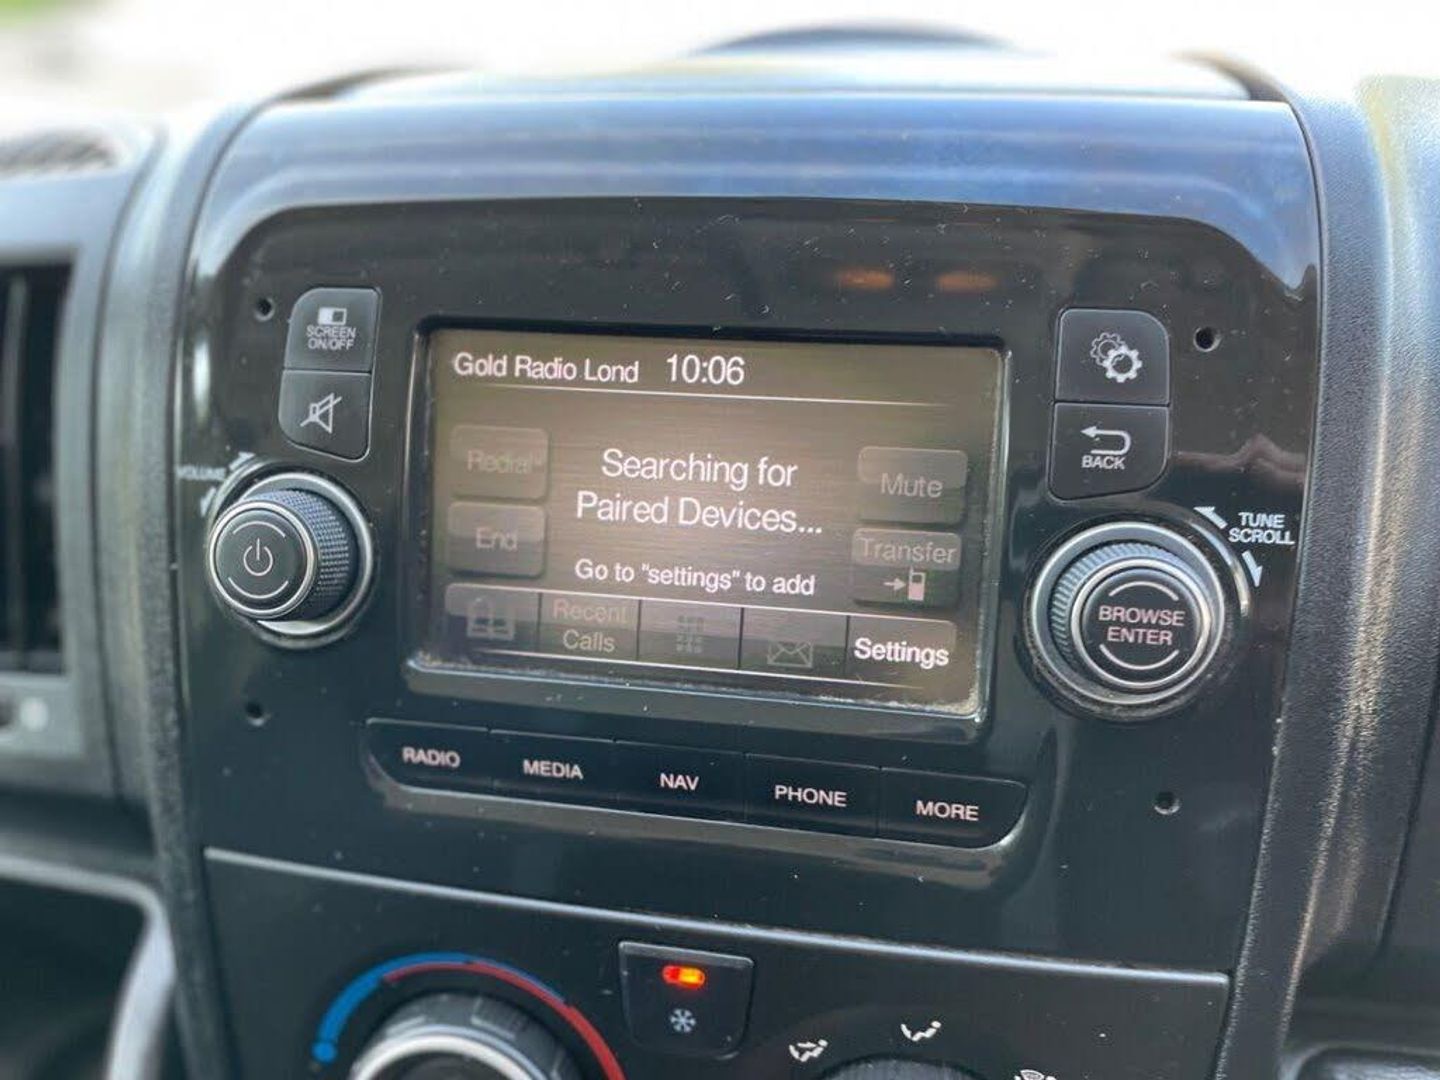 SCREEN
ON/OFF
VOLUME
Gold Radio Lond 10:06
Redial
Searching for
Paired Devices...
Mute
End
Transfer
Go to "settings" to add
Recent
Calls
Settings
BACK
TUNE
SCROLL
BROWSE
ENTER
RADIO
MEDIA
NAV
PHONE
MORE